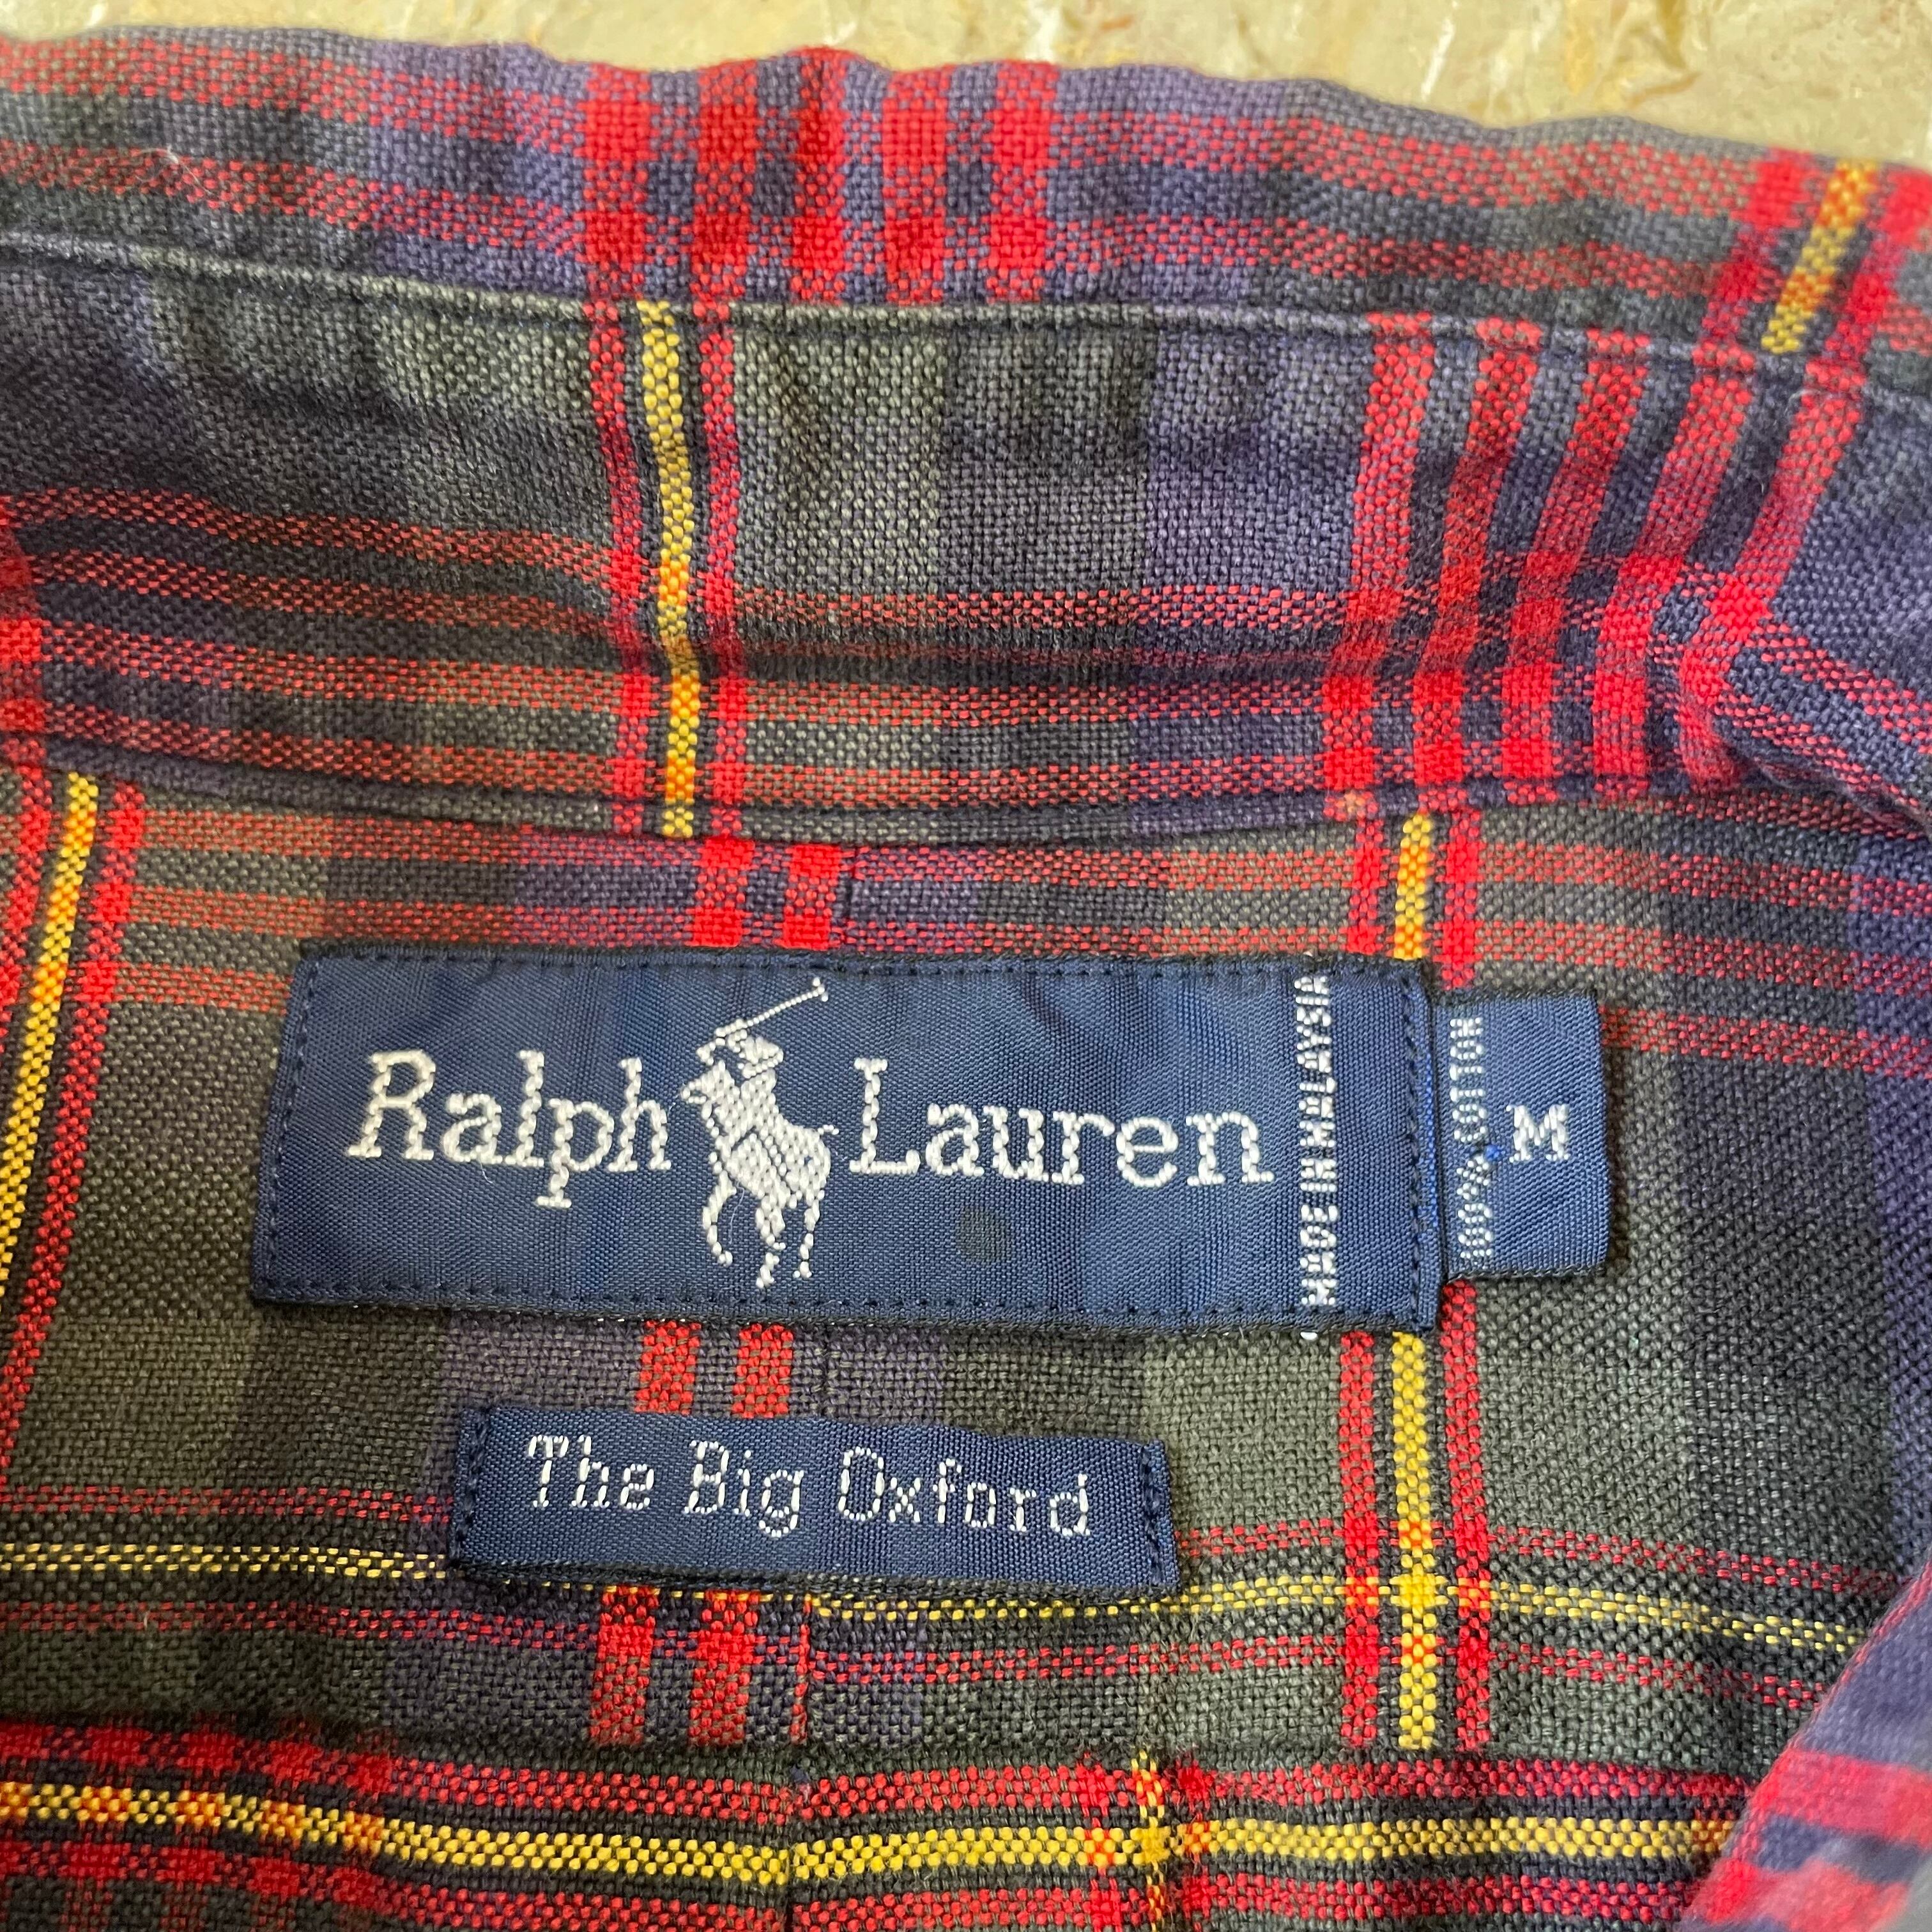 Ralph Lauren
MADE IN MALAYSIA
100% COTTON
M
The Big Oxford